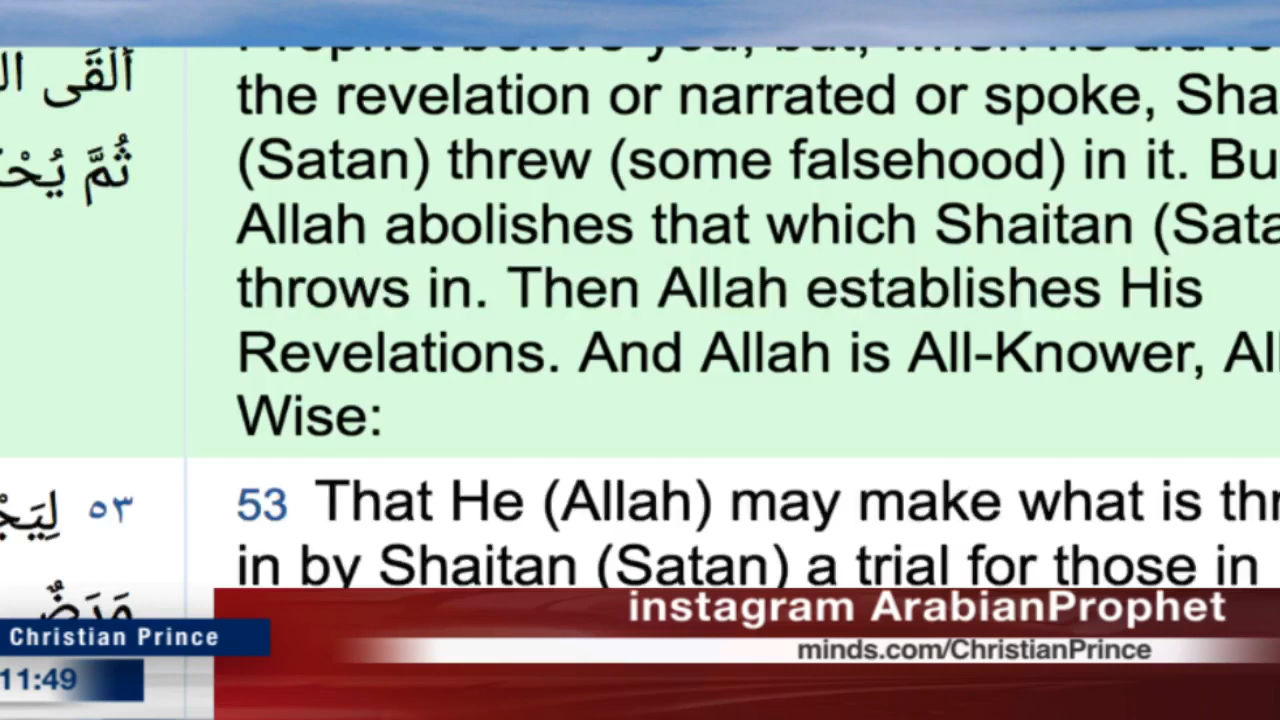 the revelation or narrated or spoke, Sha
(Satan) threw (some falsehood) in it. Bu
Allah abolishes that which Shaitan (Sata
throws in. Then Allah establishes His
Revelations. And Allah is All-Knower, All
Wise:
53 That He (Allah) may make what is thr
in by Shaitan (Satan) a trial for those in
أَلْقَى ال
ثُمَّ يُحْ
٥٣ لِيَجْ
مَرَضٌ
instagram ArabianProphet
minds.com/ChristianPrince
Christian Prince
11:49